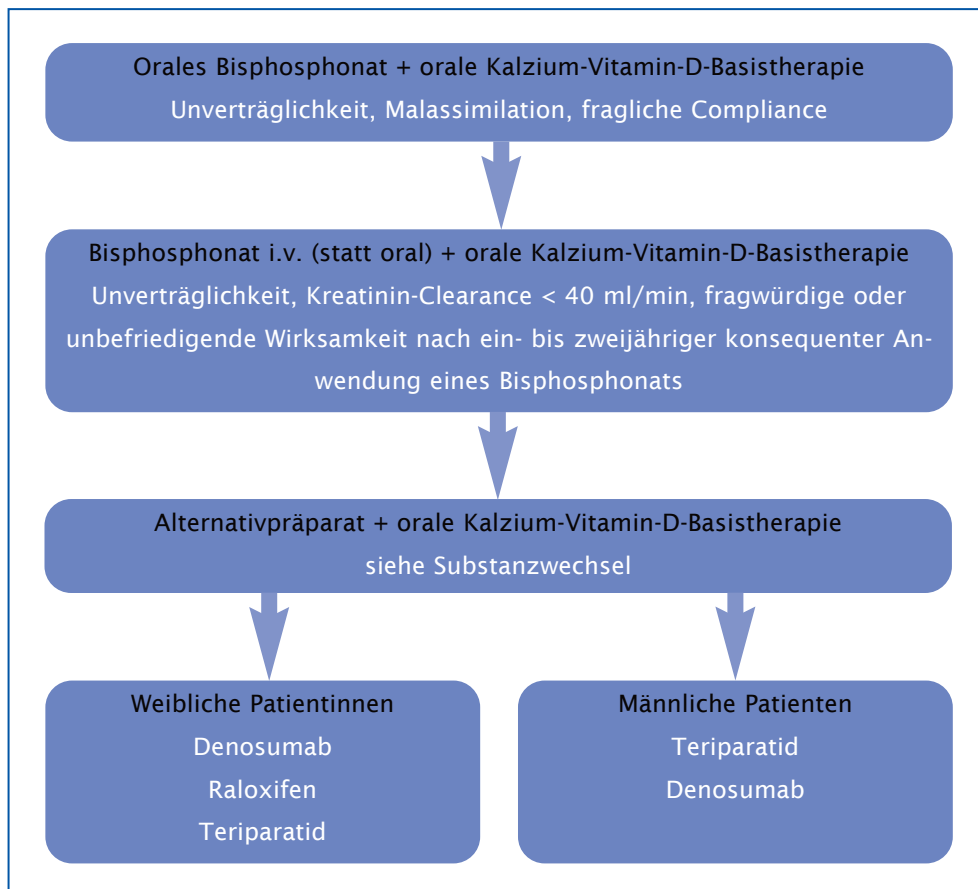 Orales Bisphosphonat + orale Kalzium-Vitamin-D-Basistherapie
Unverträglichkeit, Malassimilation, fragliche Compliance
Bisphosphonat i.v. (statt oral) + orale Kalzium-Vitamin-D-Basistherapie
Unverträglichkeit, Kreatinin-Clearance < 40 ml/min, fragwürdige oder
unbefriedigende Wirksamkeit nach ein- bis zweijähriger konsequenter An-
wendung eines Bisphosphonats
Alternativpräparat + orale Kalzium-Vitamin-D-Basistherapie
siehe Substanzwechsel
Weibliche Patientinnen
Denosumab
Raloxifen
Teriparatid
Männliche Patienten
Teriparatid
Denosumab